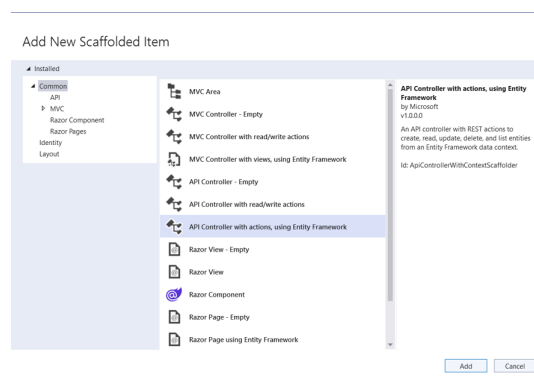 Add New Scaffolded Item
Installed
Common
API
MVC
Razor Component
Razor Pages
Identity
Layout
MVC Area
MVC Controller - Empty
MVC Controller with read/write actions
MVC Controller with views, using Entity Framework
API Controller - Empty
API Controller with read/write actions
API Controller with actions, using Entity Framework
Razor View - Empty
Razor View
Razor Component
Razor Page - Empty
Razor Page using Entity Framework
API Controller with actions, using Entity
Framework
by Microsoft
v1.0.0.0
An API controller with REST actions to
create, read, update, delete, and list entities
from an Entity Framework data context.
Id: ApiControllerWithContextScaffolder
Add
Cancel